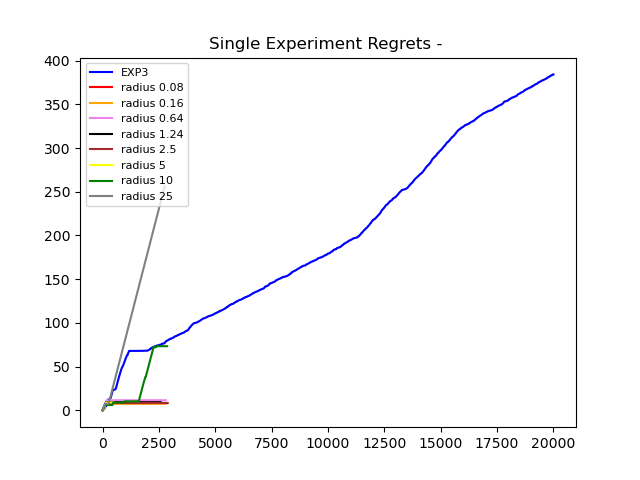 Single Experiment Regrets -
400
350
300
250
200
150
100
50
0
EXP3
radius 0.08
radius 0.16
radius 0.64
radius 1.24
radius 2.5
radius 5
radius 10
radius 25
0 2500 5000 7500 10000 12500 15000 17500 20000